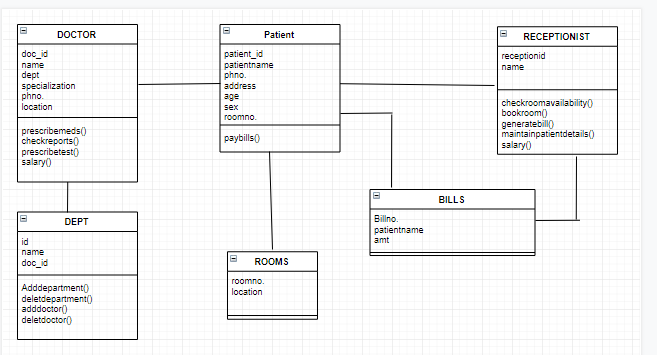 DOCTOR
doc_id
name
dept
specialization
phno.
location
prescribemeds()
checkreports()
prescribetest()
salary()
Patient
patient_id
patientname
phno.
address
age
sex
roomno.
paybills()
RECEPTIONIST
receptionid
name
checkroomavailability()
bookroom()
generatebill()
maintainpatientdetails()
salary()
DEPT
id
name
doc_id
Adddepartment()
deletdepartment()
adddoctor()
deletdoctor()
ROOMS
roomno.
location
BILLS
Billno.
patientname
amt